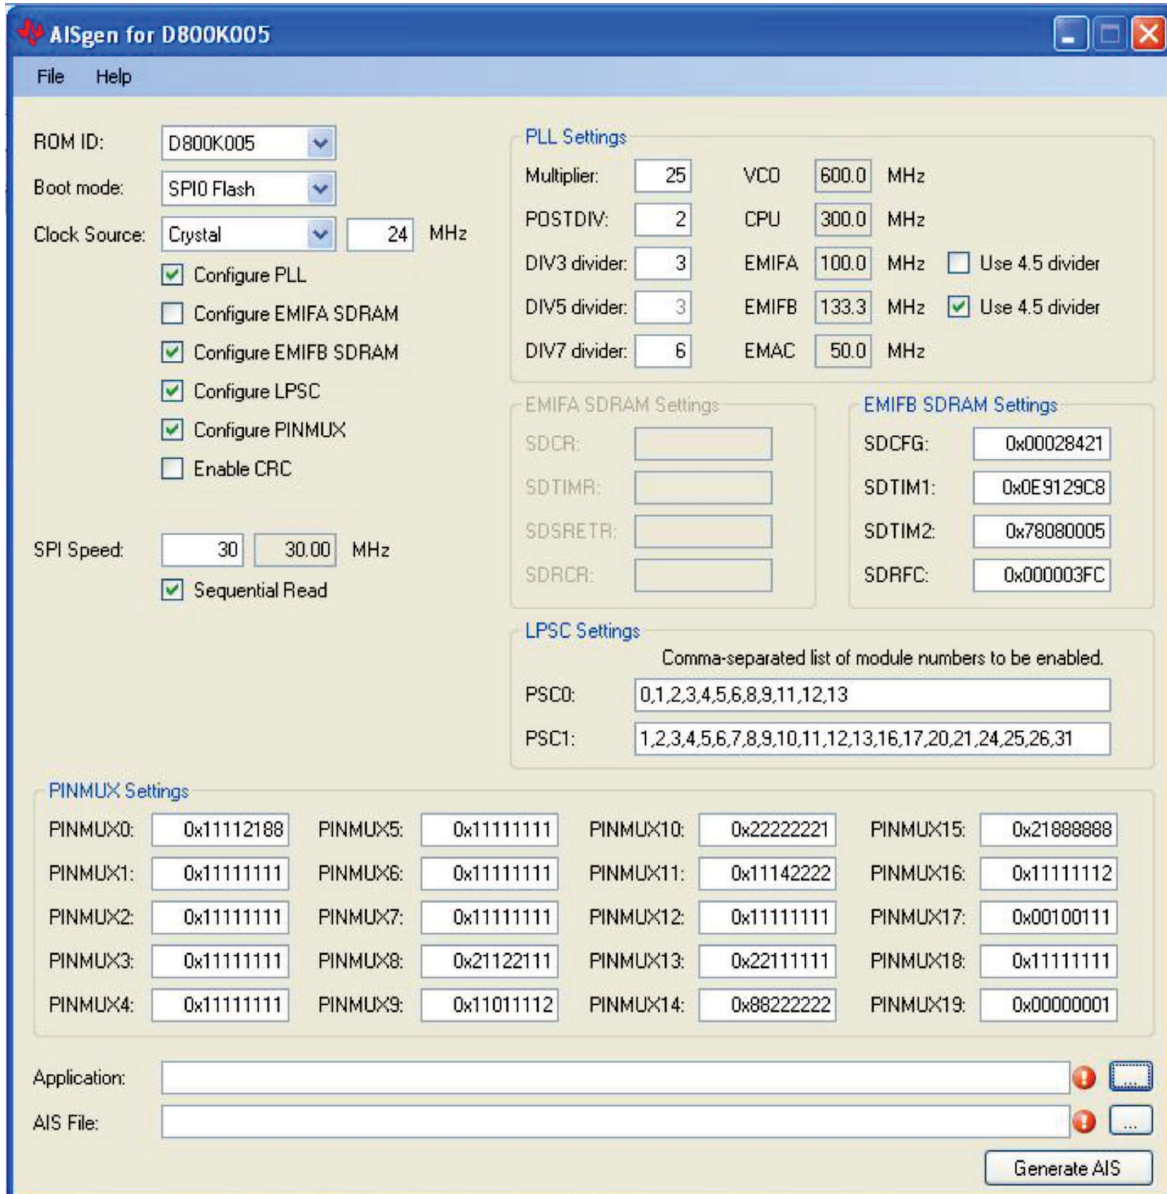 AISgen for D800K005
File Help
ROM ID: D800K005
Boot mode: SPI0 Flash
Clock Source: Crystal 24 MHz
Configure PLL
Configure EMIFA SDRAM
Configure EMIFB SDRAM
Configure LPSC
Configure PINMUX
Enable CRC
SPI Speed: 30 30.00 MHz
Sequential Read
PLL Settings
Multiplier: 25 VCO 600.0 MHz
POSTDIV: 2 CPU 300.0 MHz
DIV3 divider: 3 EMIFA 100.0 MHz Use 4.5 divider
DIV5 divider: 3 EMIFB 133.3 MHz Use 4.5 divider
DIV7 divider: 6 EMAC 50.0 MHz
EMIFA SDRAM Settings
SDCR:
SDTIMR:
SDSRETR:
SDRCR:
EMIFB SDRAM Settings
SDCFG: 0x00028421
SDTIM1: 0x0E9129C8
SDTIM2: 0x78080005
SDRFC: 0x000003FC
LPSC Settings
Comma-separated list of module numbers to be enabled.
PSC0: 0,1,2,3,4,5,6,8,9,11,12,13
PSC1: 1,2,3,4,5,6,7,8,9,10,11,12,13,16,17,20,21,24,25,26,31
PINMUX Settings
PINMUX0: 0x11112188 PINMUX5: 0x11111111 PINMUX10: 0x22222221 PINMUX15: 0x21888888
PINMUX1: 0x11111111 PINMUX6: 0x11111111 PINMUX11: 0x11142222 PINMUX16: 0x11111112
PINMUX2: 0x11111111 PINMUX7: 0x11111111 PINMUX12: 0x11111111 PINMUX17: 0x00100111
PINMUX3: 0x11111111 PINMUX8: 0x21122111 PINMUX13: 0x22111111 PINMUX18: 0x11111111
PINMUX4: 0x11111111 PINMUX9: 0x11011112 PINMUX14: 0x88222222 PINMUX19: 0x00000001
Application: ...
AIS File: ...
Generate AIS